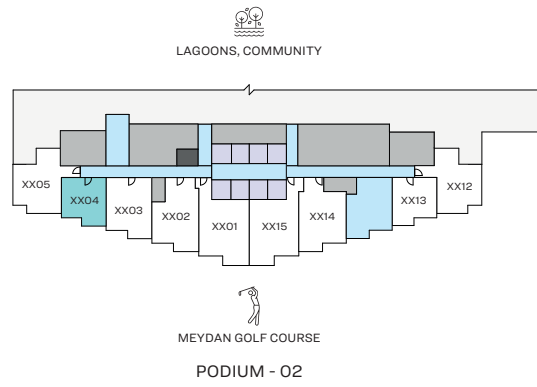 LAGOONS, COMMUNITY
XX05
XX04
XX03
XX02
XX01
XX15
XX14
XX13
XX12
MEYDAN GOLF COURSE
PODIUM - 02